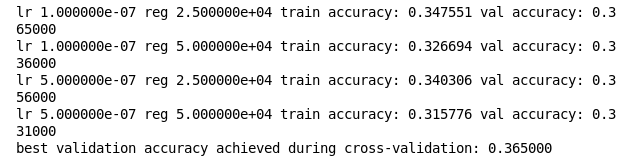 lr 1.000000e-07 reg 2.500000e+04 train accuracy: 0.347551 val accuracy: 0.3
65000
lr 1.000000e-07 reg 5.000000e+04 train accuracy: 0.326694 val accuracy: 0.3
36000
lr 5.000000e-07 reg 2.500000e+04 train accuracy: 0.340306 val accuracy: 0.3
56000
lr 5.000000e-07 reg 5.000000e+04 train accuracy: 0.315776 val accuracy: 0.3
31000
best validation accuracy achieved during cross-validation: 0.365000